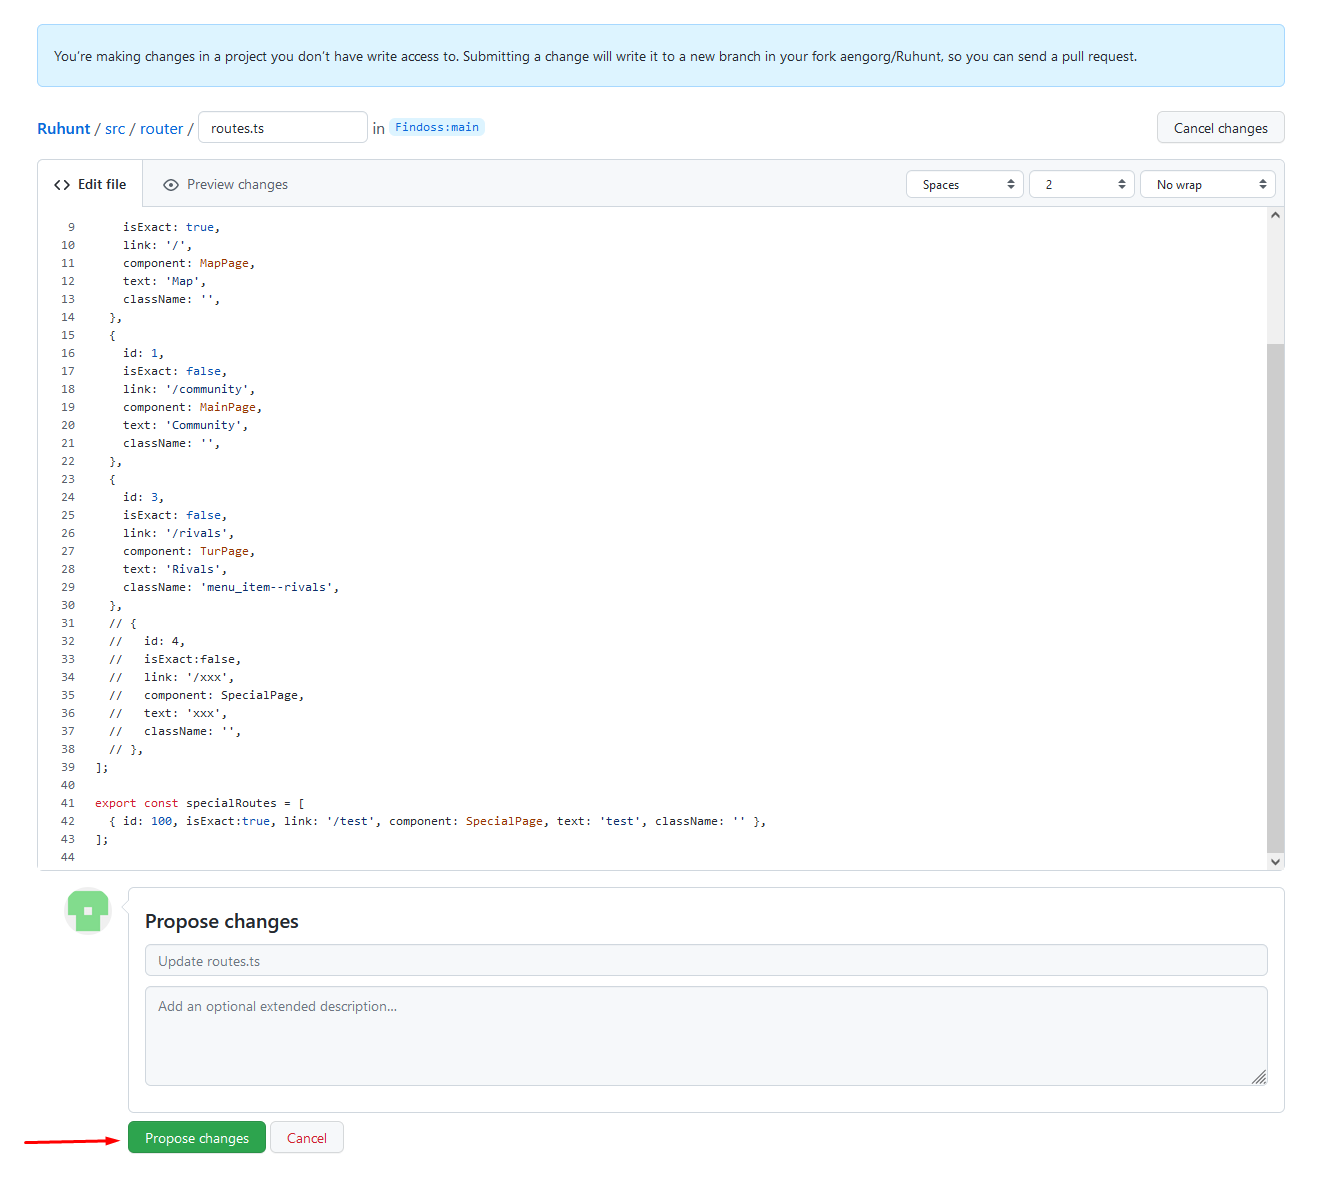 You're making changes in a project you don't have write access to. Submitting a change will write it to a new branch in your fork aengorg/Ruhunt, so you can send a pull request.
Ruhunt / src / router / routes.ts in Findoss:main Cancel changes
Edit file Preview changes Spaces 2 No wrap
9 isExact: true,
10 link: '/',
11 component: MapPage,
12 text: 'Map',
13 className: '',
14 },
15 {
16 id: 1,
17 isExact: false,
18 link: '/community',
19 component: MainPage,
20 text: 'Community',
21 className: '',
22 },
23 {
24 id: 3,
25 isExact: false,
26 link: '/rivals',
27 component: TurPage,
28 text: 'Rivals',
29 className: 'menu_item--rivals',
30 },
31 // {
32 //   id: 4,
33 //   isExact:false,
34 //   link: '/xxx',
35 //   component: SpecialPage,
36 //   text: 'xxx',
37 //   className: '',
38 // },
39 ];
40
41 export const specialRoutes = [
42 { id: 100, isExact:true, link: '/test', component: SpecialPage, text: 'test', className: '' },
43 ];
44
Propose changes
Update routes.ts
Add an optional extended description...
Propose changes Cancel